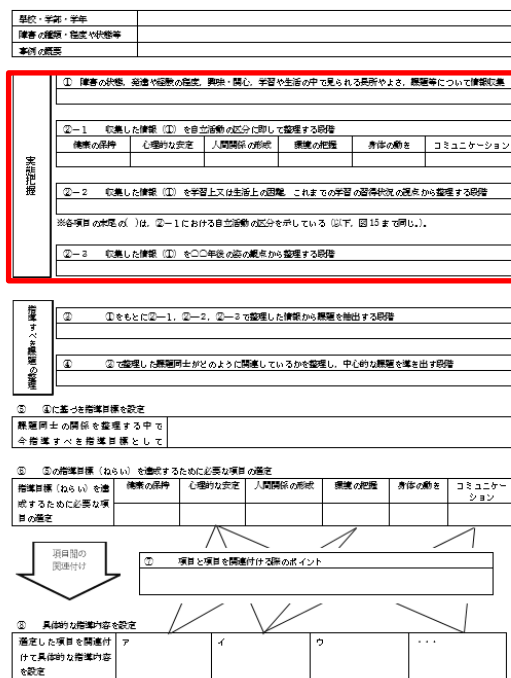 学校・学部・学年
障害の種類・程度や状態等
事例の概要
実態把握
① 障害の状態、発達や経験の程度、興味・関心、学習や生活の中で見られる長所やよさ、課題等について情報収集
②-1 収集した情報（①）を自立活動の区分に即して整理する段階
健康の保持 心理的な安定 人間関係の形成 環境の把握 身体の動き コミュニケーション
②-2 収集した情報（①）を学習上又は生活上の困難、これまでの学習の習得状況の視点から整理する段階
※各項目の末尾の（ ）は、②-1における自立活動の区分を示している（以下、図15まで同じ。）。
②-3 収集した情報（①）を〇〇年後の姿の観点から整理する段階
指導すべき課題の整理
③ ①をもとに②-1、②-2、②-3で整理した情報から課題を抽出する段階
④ ③で整理した課題同士がどのように関連しているかを整理し、中心的な課題を導き出す段階
⑤ ④に基づき指導目標を設定
課題同士の関係を整理する中で
今指導すべき指導目標として
⑥ ⑤の指導目標（ねらい）を達成するために必要な項目の選定
指導目標（ねらい）を達
成するために必要な項
目の選定
健康の保持 心理的な安定 人間関係の形成 環境の把握 身体の動き コミュニケー
ション
項目間の
関連付け
⑦ 項目と項目を関連付ける際のポイント
⑧ 具体的な指導内容を設定
選定した項目を関連付
けて具体的な指導内容
を設定
ア イ ウ ・・・